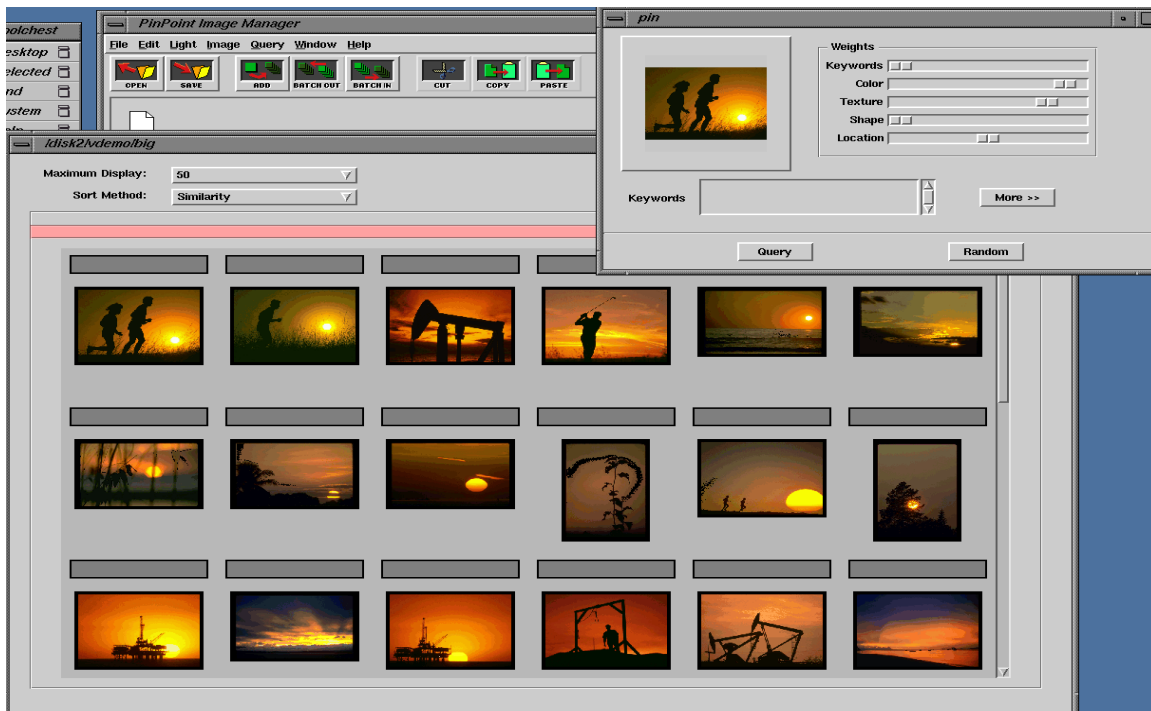 oolchest
esktop
elected
nd
ystem
elp
PinPoint Image Manager
File Edit Light Image Query Window Help
OPEN SAVE ADD BATCH OUT BATCH IN CUT COPY PASTE
/disk2/vdemo/big
Maximum Display: 50
Sort Method: Similarity
pin
Weights
Keywords
Color
Texture
Shape
Location
Keywords
More >>
Query Random